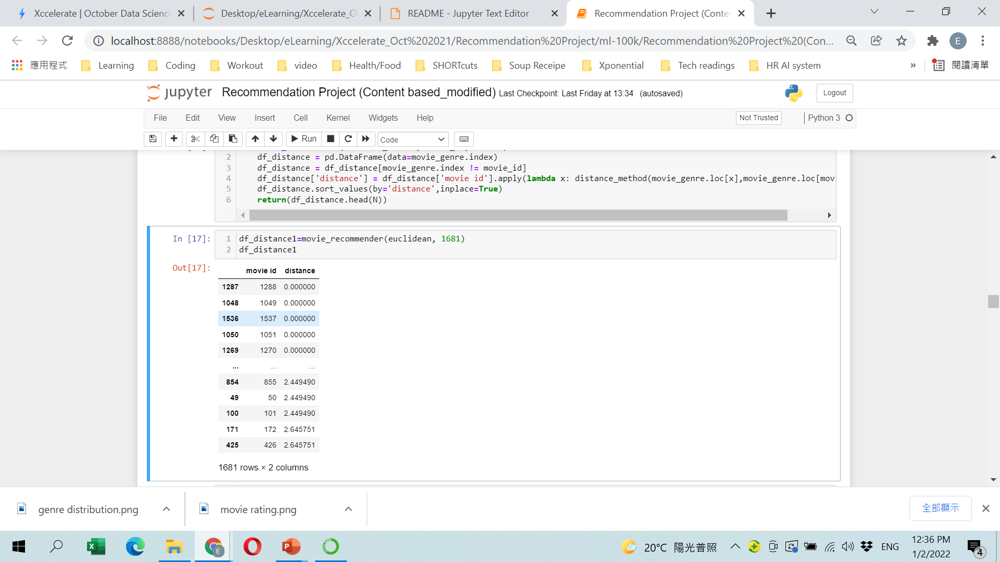 Xccelerate | October Data Science
Desktop/eLearning/Xccelerate_O
README - Jupyter Text Editor
Recommendation Project (Conter
localhost:8888/notebooks/Desktop/eLearning/Xccelerate_Oct%202021/Recommendation%20Project/ml-100k/Recommendation%20Project%20(Con...
E
應用程式
Learning
Coding
Workout
video
Health/Food
SHORTcuts
Soup Receipe
Xponential
Tech readings
HR AI system
»
閱讀清單
jupyter Recommendation Project (Content based_modified) Last Checkpoint: Last Friday at 13:34 (autosaved)
Logout
File Edit View Insert Cell Kernel Widgets Help
Not Trusted
Python 3
Run
Code
2 df_distance = pd.DataFrame(data=movie_genre.index)
3 df_distance = df_distance[movie_genre.index != movie_id]
4 df_distance['distance'] = df_distance['movie id'].apply(lambda x: distance_method(movie_genre.loc[x],movie_genre.loc[mov
5 df_distance.sort_values(by='distance',inplace=True)
6 return(df_distance.head(N))
In [17]:
1 df_distance1=movie_recommender(euclidean, 1681)
2 df_distance1
Out[17]:
movie id distance
1287 1288 0.000000
1048 1049 0.000000
1536 1537 0.000000
1050 1051 0.000000
1269 1270 0.000000
... ... ...
854 855 2.449490
49 50 2.449490
100 101 2.449490
171 172 2.645751
425 426 2.645751
1681 rows × 2 columns
genre distribution.png
movie rating.png
全部顯示
E
20°C 陽光普照
ENG
12:36 PM
1/2/2022
4